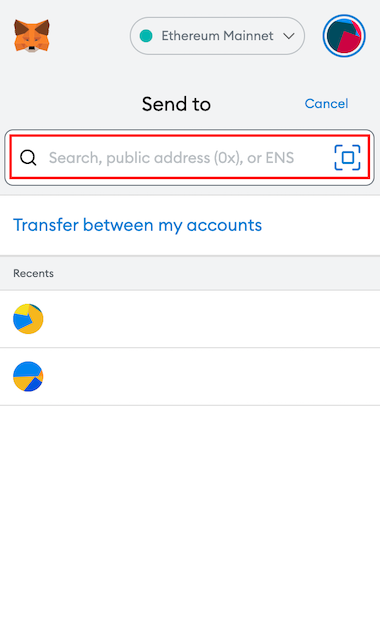 Ethereum Mainnet
Send to
Cancel
Search, public address (0x), or ENS
Transfer between my accounts
Recents